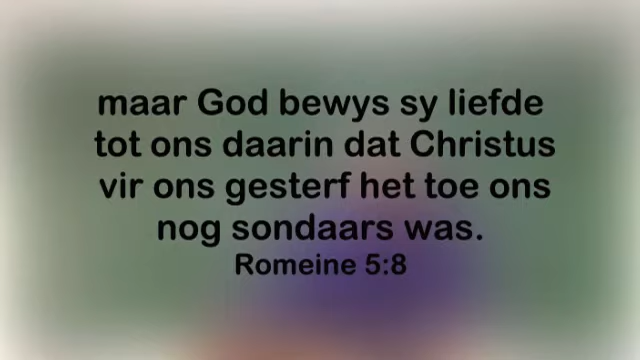 maar God bewys sy liefde
tot ons daarin dat Christus
vir ons gesterf het toe ons
nog sondaars was.
Romeine 5:8